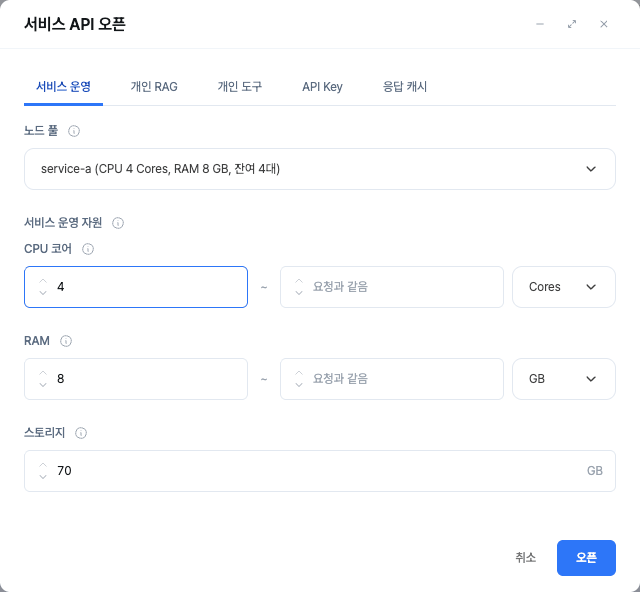 서비스 API 오픈
서비스 운영 개인 RAG 개인 도구 API Key 응답 캐시
노드 풀
service-a (CPU 4 Cores, RAM 8 GB, 잔여 4대)
서비스 운영 자원
CPU 코어
4 ~ 요청과 같음 Cores
RAM
8 ~ 요청과 같음 GB
스토리지
70 GB
취소 오픈